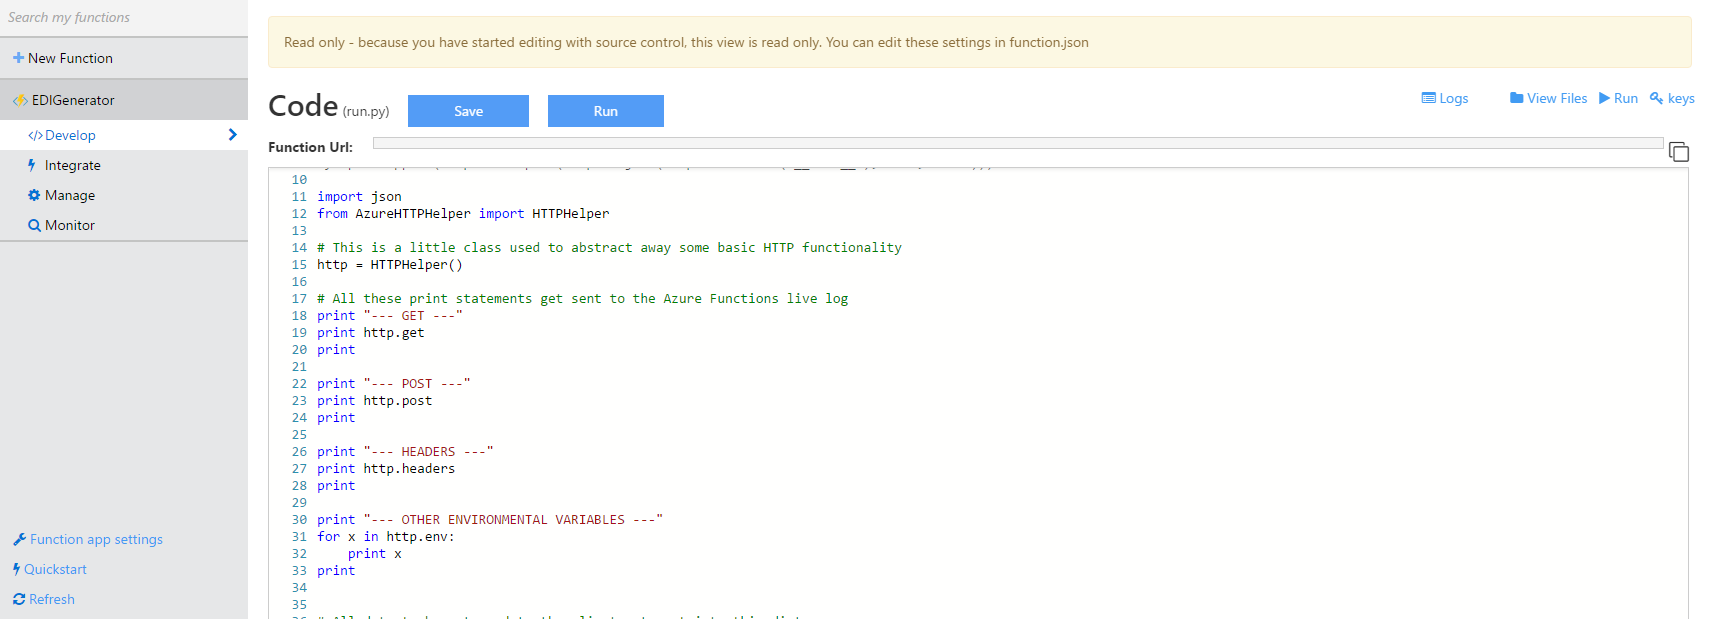 Search my functions
New Function
EDIGenerator
</> Develop
Integrate
Manage
Monitor
Function app settings
Quickstart
Refresh
Read only - because you have started editing with source control, this view is read only. You can edit these settings in function.json
Code (run.py) Save Run
Logs View Files Run keys
Function Url:
10
11 import json
12 from AzureHTTPHelper import HTTPHelper
13
14 # This is a little class used to abstract away some basic HTTP functionality
15 http = HTTPHelper()
16
17 # All these print statements get sent to the Azure Functions live log
18 print "--- GET ---"
19 print http.get
20 print
21
22 print "--- POST ---"
23 print http.post
24 print
25
26 print "--- HEADERS ---"
27 print http.headers
28 print
29
30 print "--- OTHER ENVIRONMENTAL VARIABLES ---"
31 for x in http.env:
32     print x
33 print
34
35